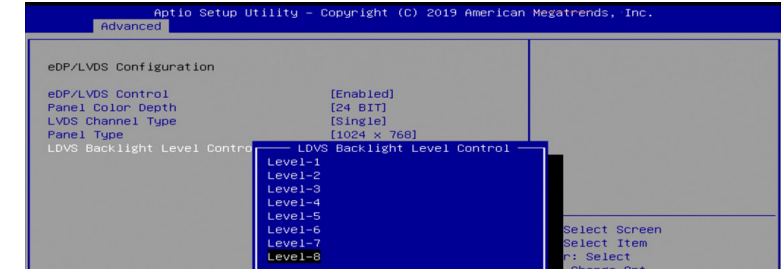 Aptio Setup Utility – Copyright (C) 2019 American Megatrends, Inc.
Advanced
eDP/LVDS Configuration
eDP/LVDS Control [Enabled]
Panel Color Depth [24 BIT]
LVDS Channel Type [Single]
Panel Type [1024 x 768]
LDVS Backlight Level Contro
LDVS Backlight Level Control
Level-1
Level-2
Level-3
Level-4
Level-5
Level-6
Level-7
Level-8
Select Screen
Select Item
r: Select
Change Opt